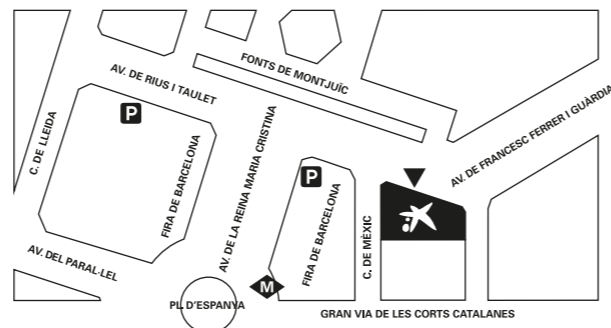 FONTS DE MONTJUÏC
AV. DE RIUS I TAULET
P
C. DE LLEIDA
FIRA DE BARCELONA
AV. DE LA REINA MARIA CRISTINA
P
FIRA DE BARCELONA
C. DE MÈXIC
AV. DE FRANCESC FERRER I GUÀRDIA
AV. DEL PARAL·LEL
M
PL. D'ESPANYA
GRAN VIA DE LES CORTS CATALANES